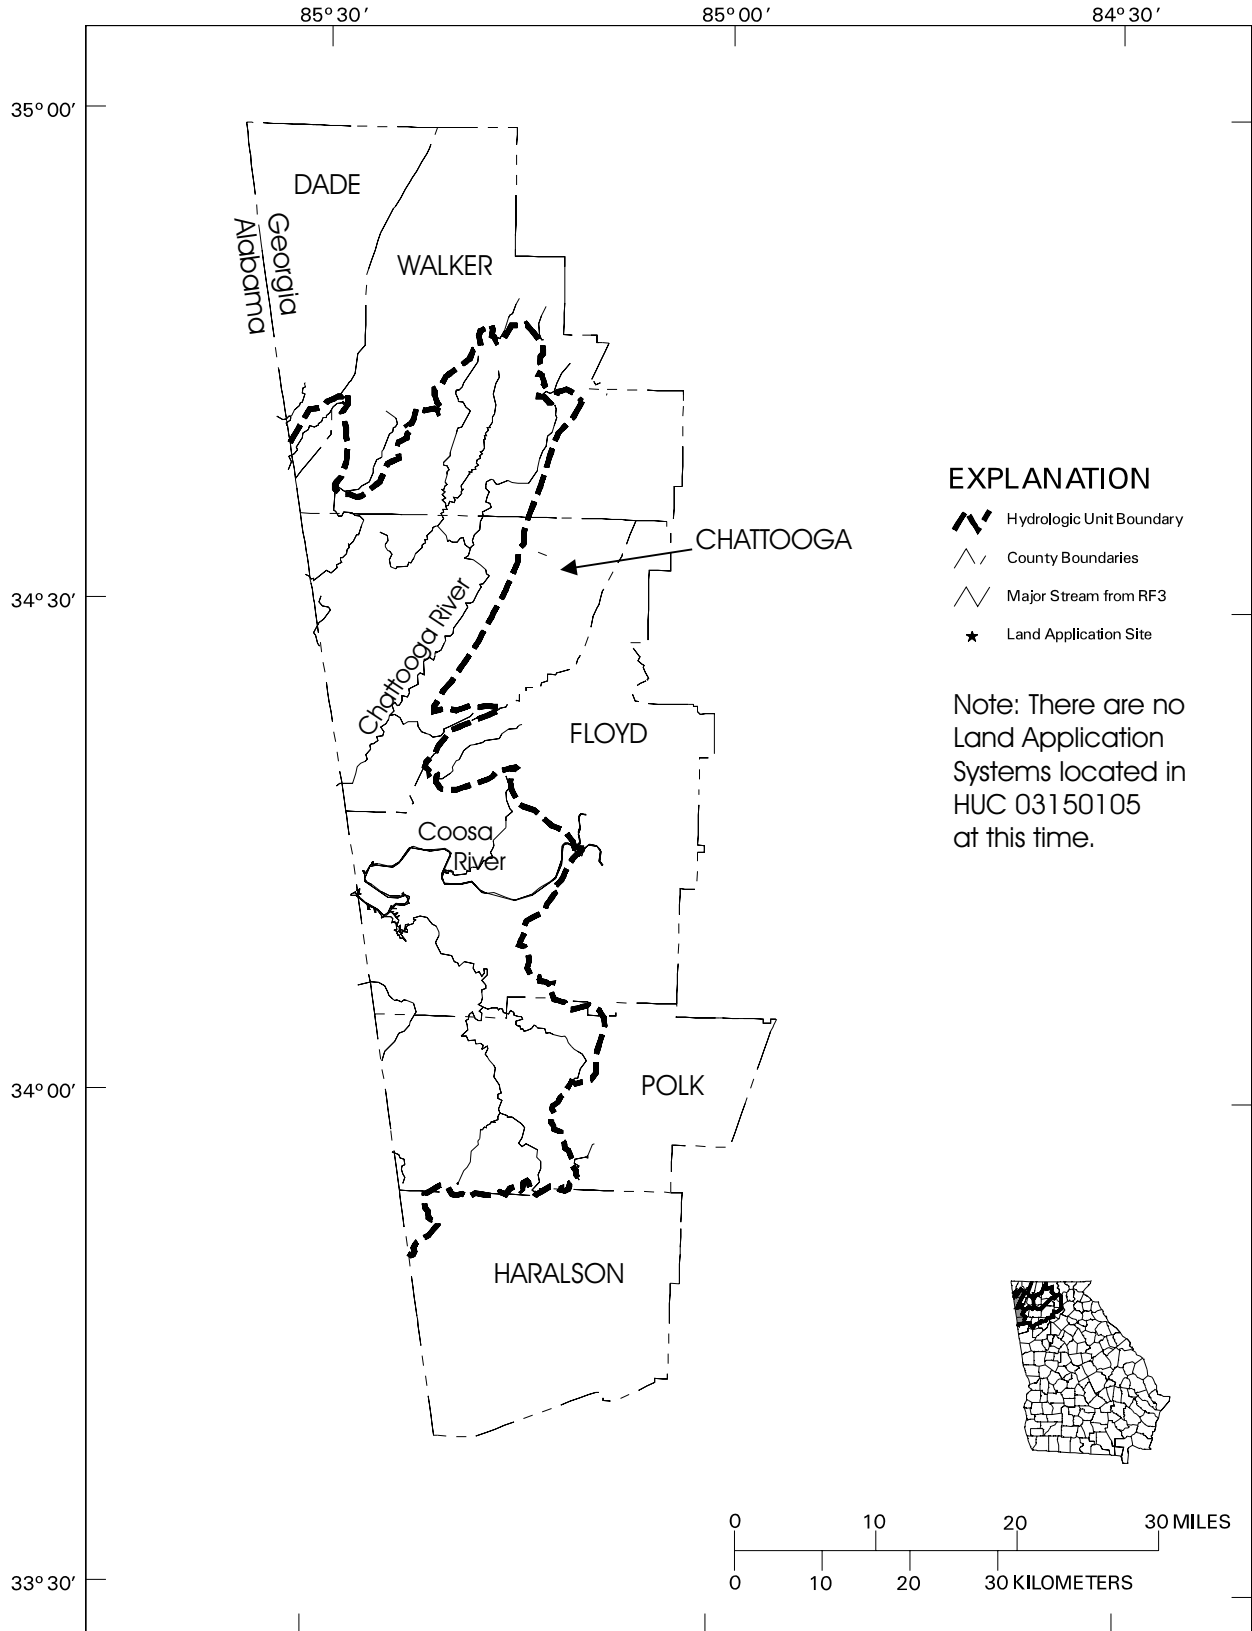 85° 30′
85° 00′
84° 30′
35° 00′
DADE
Georgia
Alabama
WALKER
EXPLANATION
Hydrologic Unit Boundary
County Boundaries
Major Stream from RF3
Land Application Site
CHATTOOGA
34° 30′
Chattooga River
Note: There are no
Land Application
Systems located in
HUC 03150105
at this time.
FLOYD
Coosa
River
34° 00′
POLK
HARALSON
0 10 20 30 MILES
0 10 20 30 KILOMETERS
33° 30′